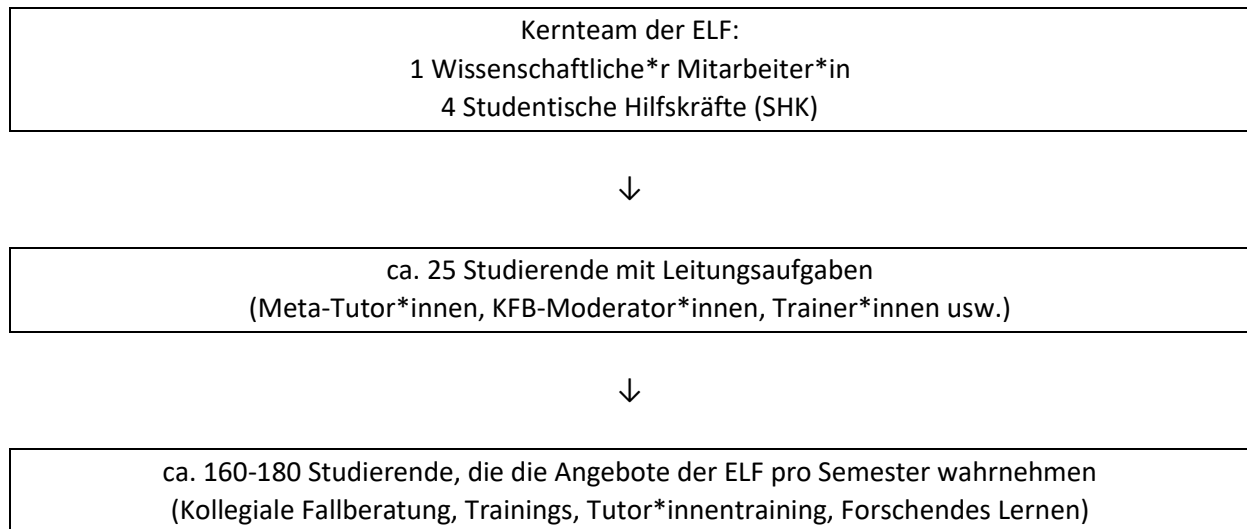 Kernteam der ELF:
1 Wissenschaftliche*r Mitarbeiter*in
4 Studentische Hilfskräfte (SHK)
↓
ca. 25 Studierende mit Leitungsaufgaben
(Meta-Tutor*innen, KFB-Moderator*innen, Trainer*innen usw.)
↓
ca. 160-180 Studierende, die die Angebote der ELF pro Semester wahrnehmen
(Kollegiale Fallberatung, Trainings, Tutor*innentraining, Forschendes Lernen)